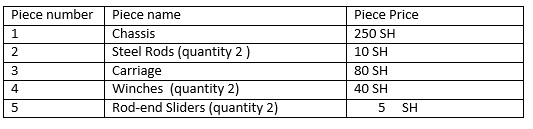 Piece number Piece name Piece Price
1 Chassis 250 SH
2 Steel Rods (quantity 2 ) 10 SH
3 Carriage 80 SH
4 Winches (quantity 2) 40 SH
5 Rod-end Sliders (quantity 2) 5 SH